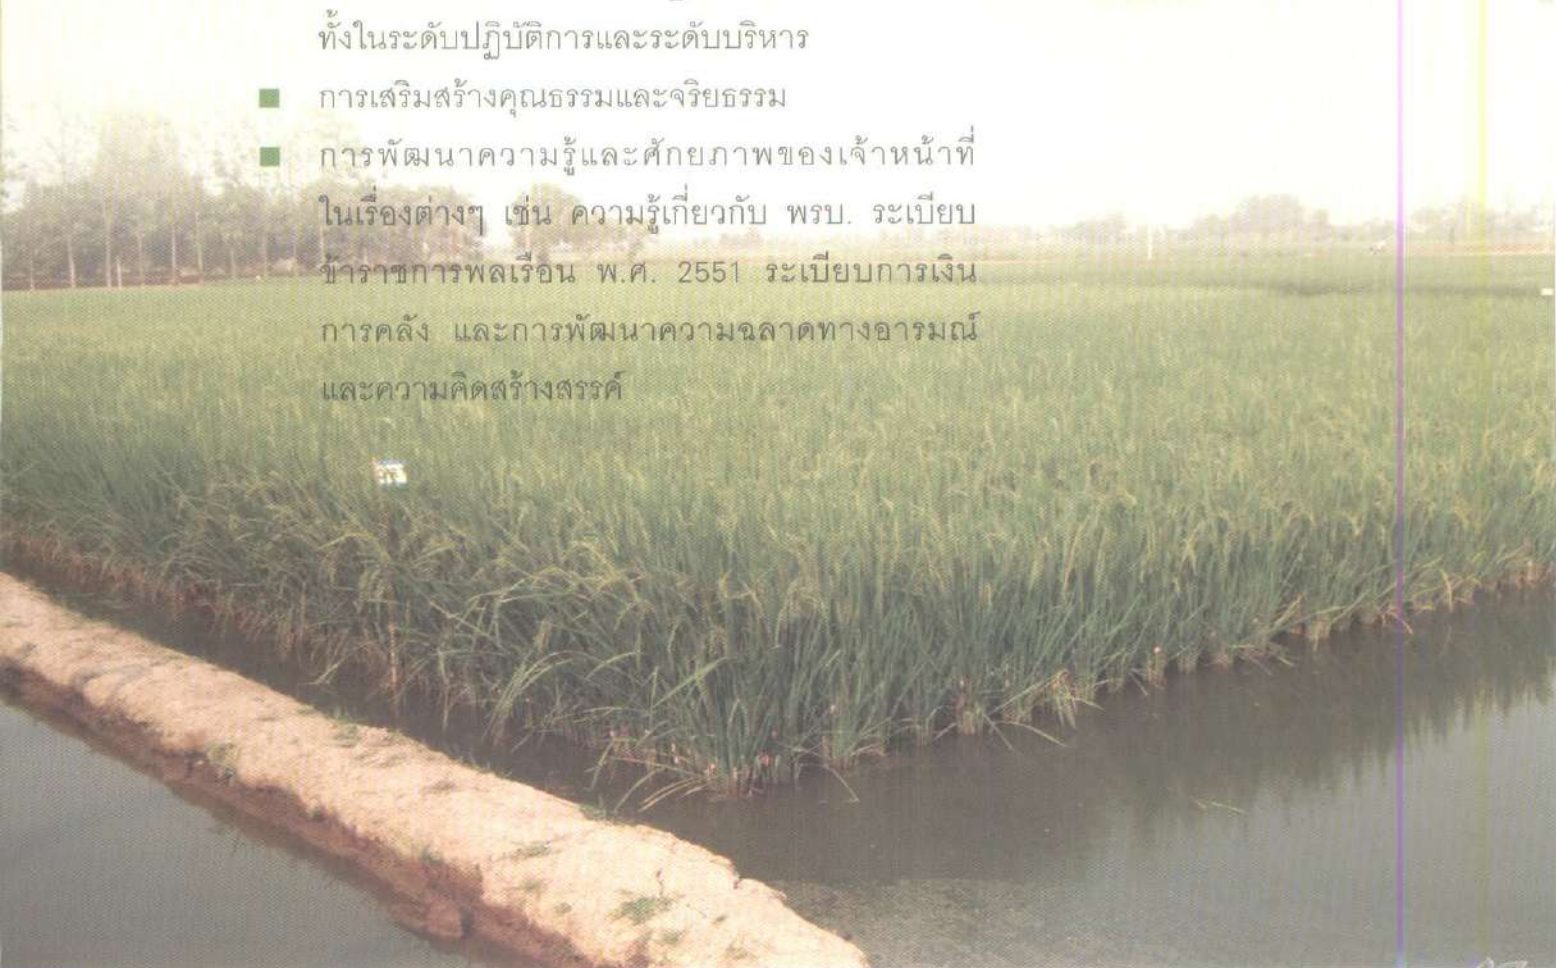 ทั้งในระดับปฏิบัติการและระดับบริหาร
การเสริมสร้างคุณธรรมและจริยธรรม
การพัฒนาความรู้และศักยภาพของเจ้าหน้าที่
ในเรื่องต่างๆ เช่น ความรู้เกี่ยวกับ พรบ. ระเบียบ
ข้าราชการพลเรือน พ.ศ. 2551 ระเบียบการเงิน
การคลัง และการพัฒนาความฉลาดทางอารมณ์
และความคิดสร้างสรรค์